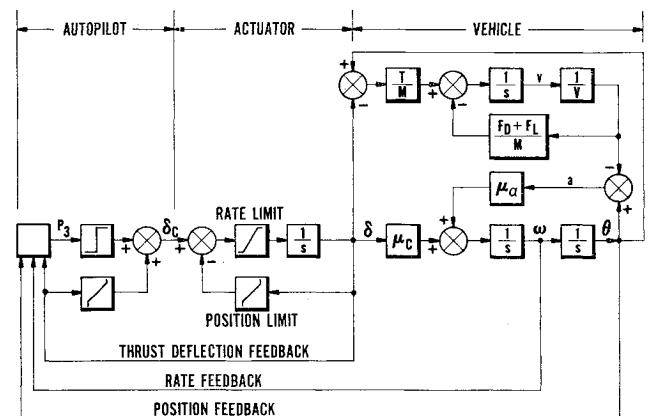 AUTOPILOT ACTUATOR VEHICLE
+ − T/M + − 1/s v 1/V
F_D + F_L / M
−
μ_α a
+
RATE LIMIT
P_3 + δ_C + − 1/s δ μ_C + + 1/s ω 1/s θ
+
POSITION LIMIT
THRUST DEFLECTION FEEDBACK
RATE FEEDBACK
POSITION FEEDBACK